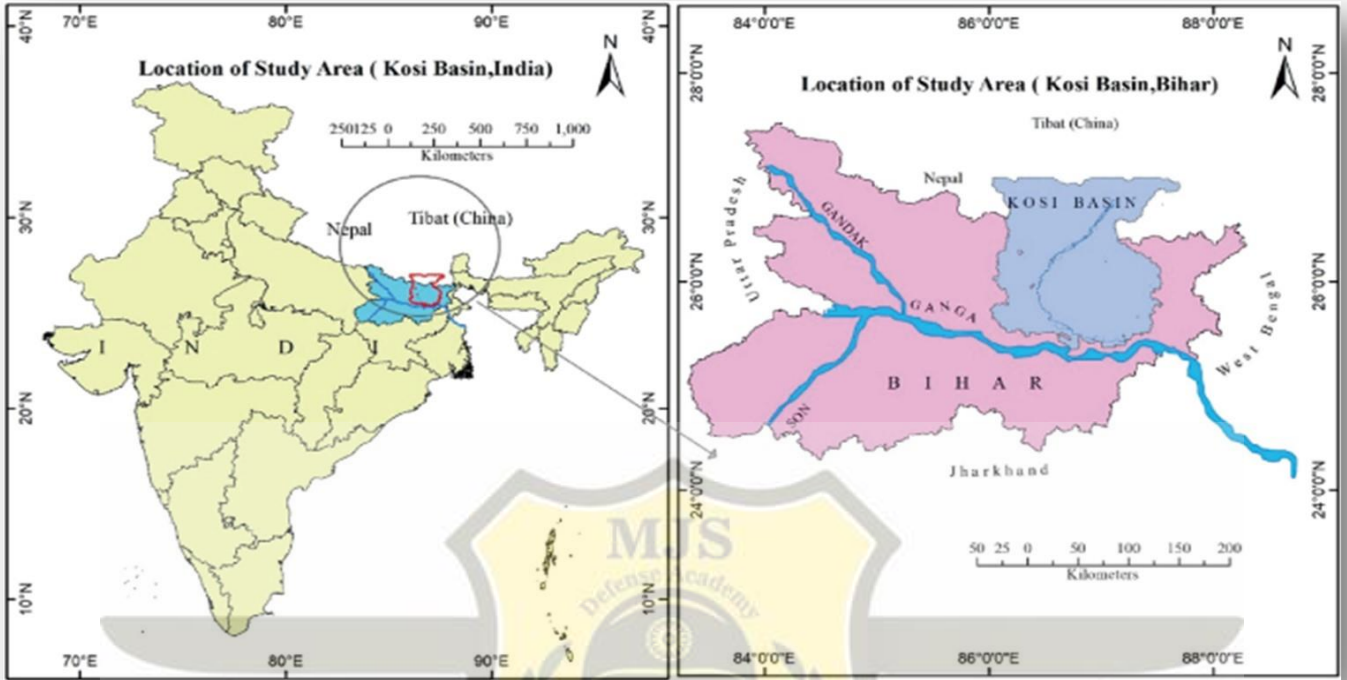 70°E 80°E 90°E
40°N 40°N
N
Location of Study Area ( Kosi Basin,India)
250125 0 250 500 750 1,000
Kilometers
30°N 30°N
Nepal
Tibat (China)
I N D I
20°N 20°N
10°N 10°N
70°E 80°E 90°E
84°0'0"E 86°0'0"E 88°0'0"E
28°0'0"N 28°0'0"N
N
Location of Study Area ( Kosi Basin,Bihar)
Tibat (China)
Nepal
KOSI BASIN
Uttar Pradesh
GANDAK
26°0'0"N 26°0'0"N
GANGA
West Bengal
BIHAR
SON
Jharkhand
24°0'0"N 24°0'0"N
50 25 0 50 100 150 200
Kilometers
84°0'0"E 86°0'0"E 88°0'0"E
MJS
Defense Academy